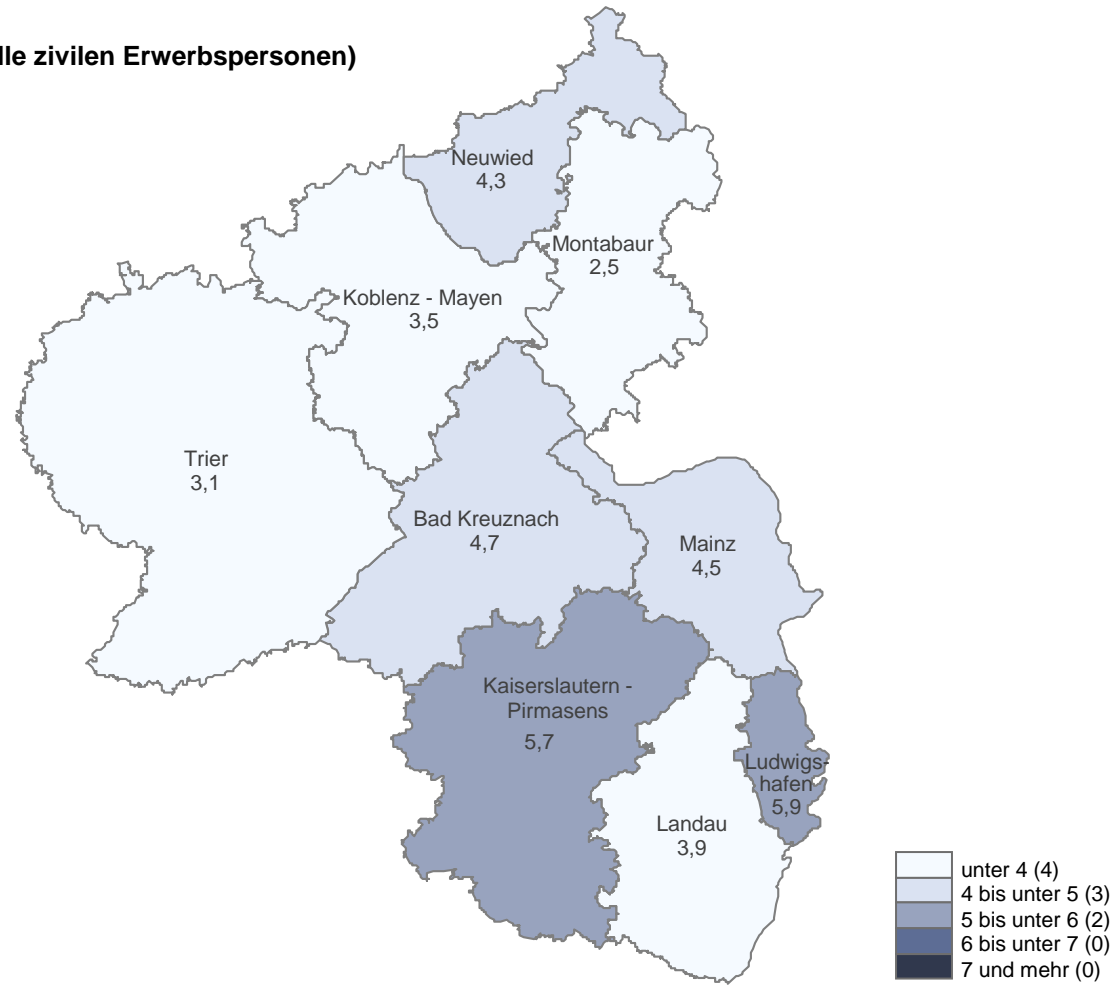 lle zivilen Erwerbspersonen)
Neuwied
4,3
Montabaur
2,5
Koblenz - Mayen
3,5
Trier
3,1
Bad Kreuznach
4,7
Mainz
4,5
Kaiserslautern -
Pirmasens
5,7
Ludwigs-
hafen
5,9
Landau
3,9
unter 4 (4)
4 bis unter 5 (3)
5 bis unter 6 (2)
6 bis unter 7 (0)
7 und mehr (0)